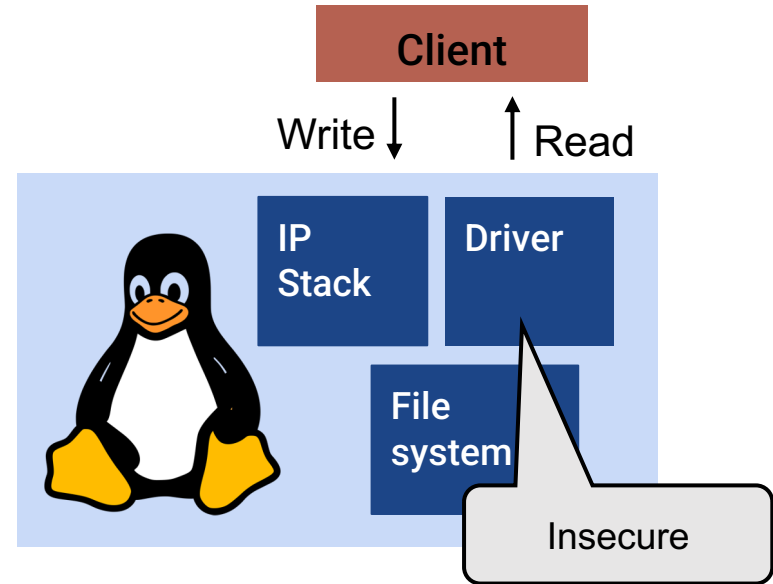 Client
Write
Read
IP
Stack
Driver
File
system
Insecure